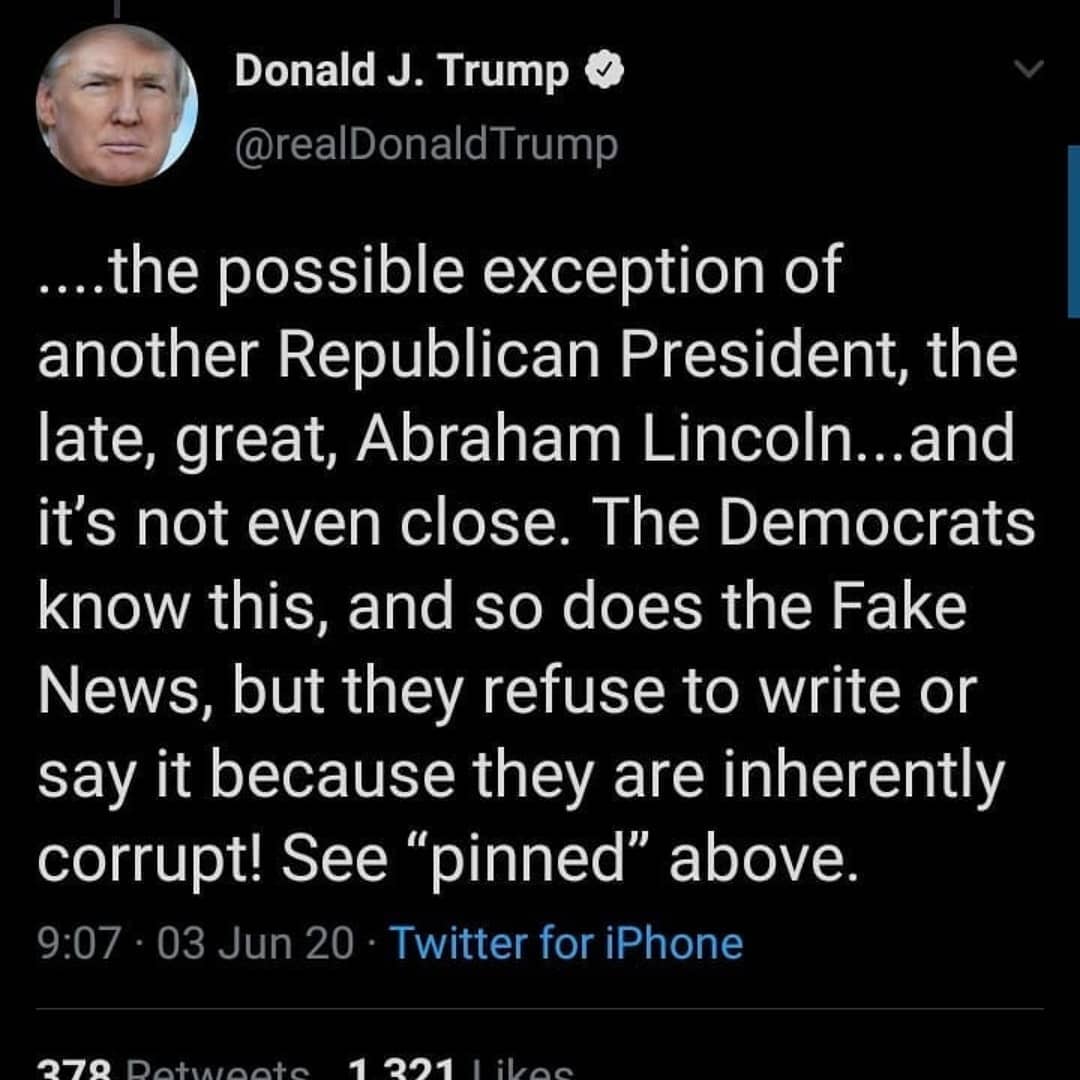 Donald J. Trump
@realDonaldTrump
....the possible exception of
another Republican President, the
late, great, Abraham Lincoln...and
it’s not even close. The Democrats
know this, and so does the Fake
News, but they refuse to write or
say it because they are inherently
corrupt! See “pinned” above.
9:07 · 03 Jun 20 · Twitter for iPhone
378 Retweets 1,321 Likes